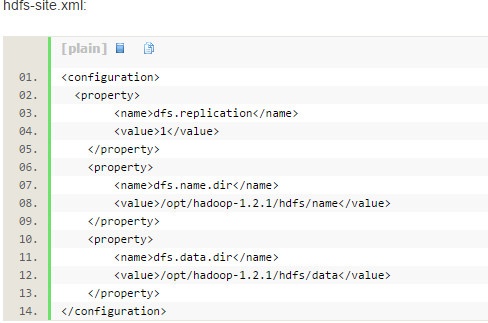 hdfs-site.xml:
[plain]
01. <configuration>
02.   <property>
03.         <name>dfs.replication</name>
04.         <value>1</value>
05.     </property>
06.     <property>
07.         <name>dfs.name.dir</name>
08.         <value>/opt/hadoop-1.2.1/hdfs/name</value>
09.     </property>
10.     <property>
11.         <name>dfs.data.dir</name>
12.         <value>/opt/hadoop-1.2.1/hdfs/data</value>
13.     </property>
14. </configuration>